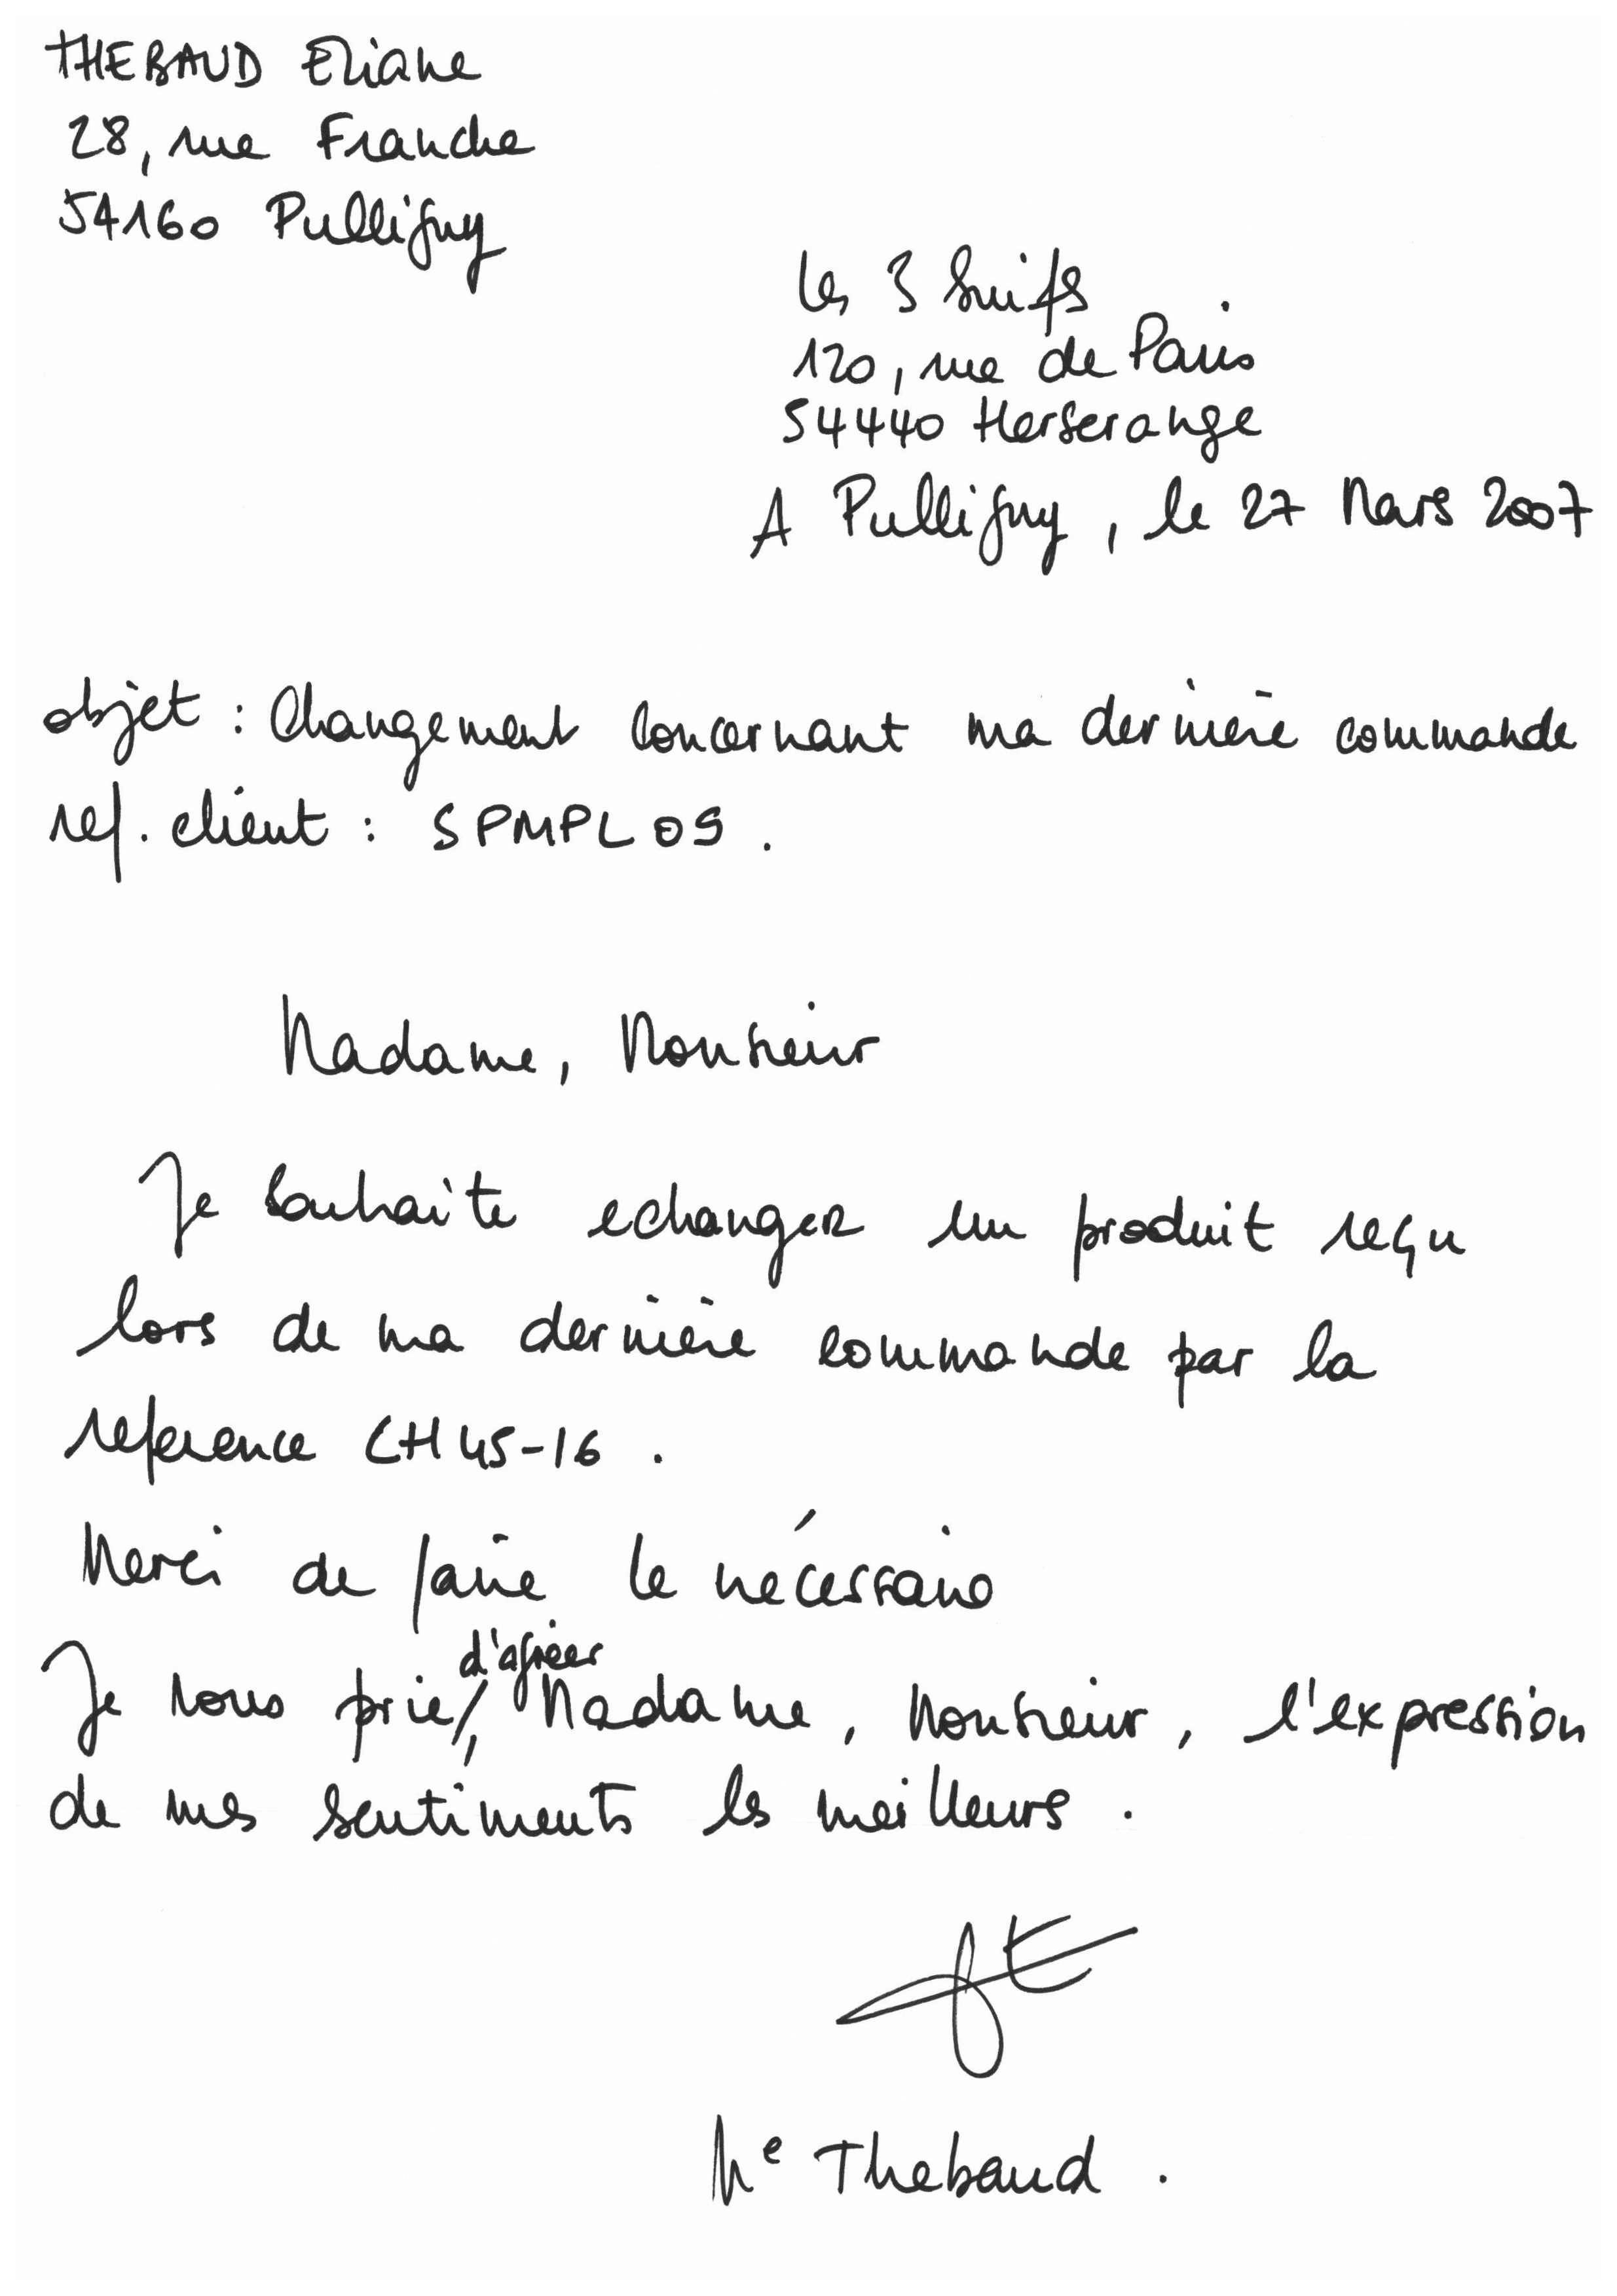 THEBAUD Eliane
28, rue Franche
54160 Pulligny
Les 3 Suifs
120, rue de Paris
54440 Herserange
A Pulligny, le 27 Mars 2007
objet : Changement concernant ma dernière commande
ref. client : SPMPL09.
Madame, Monsieur
Je souhaite echanger un produit reçu
lors de ma dernière commande par la
reference CH45-16.
Merci de faire le nécessaire
d'agréer
Je vous prie, Madame, Monsieur, l'expression
de mes sentiments les meilleurs.
Me Thebaud.